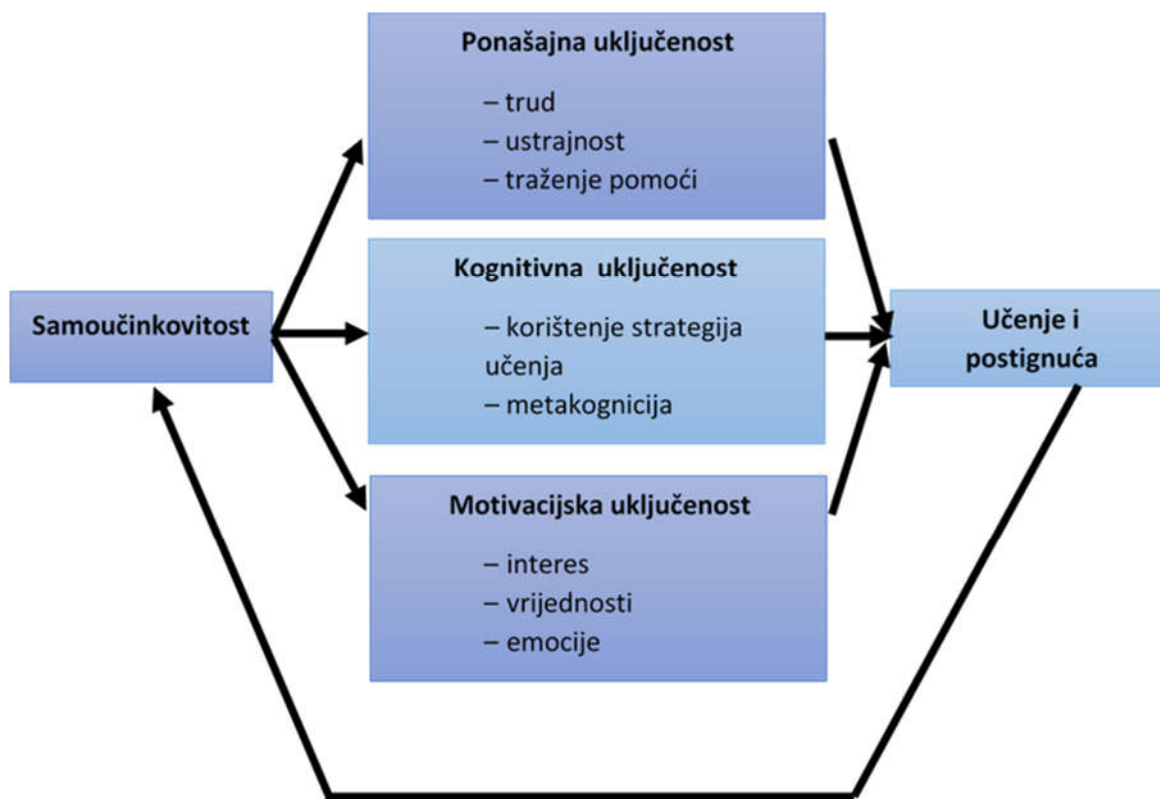 Ponašajna uključenost
– trud
– ustrajnost
– traženje pomoći
Samoučinkovitost
Kognitivna uključenost
– korištenje strategija
učenja
– metakognicija
Motivacijska uključenost
– interes
– vrijednosti
– emocije
Učenje i
postignuća